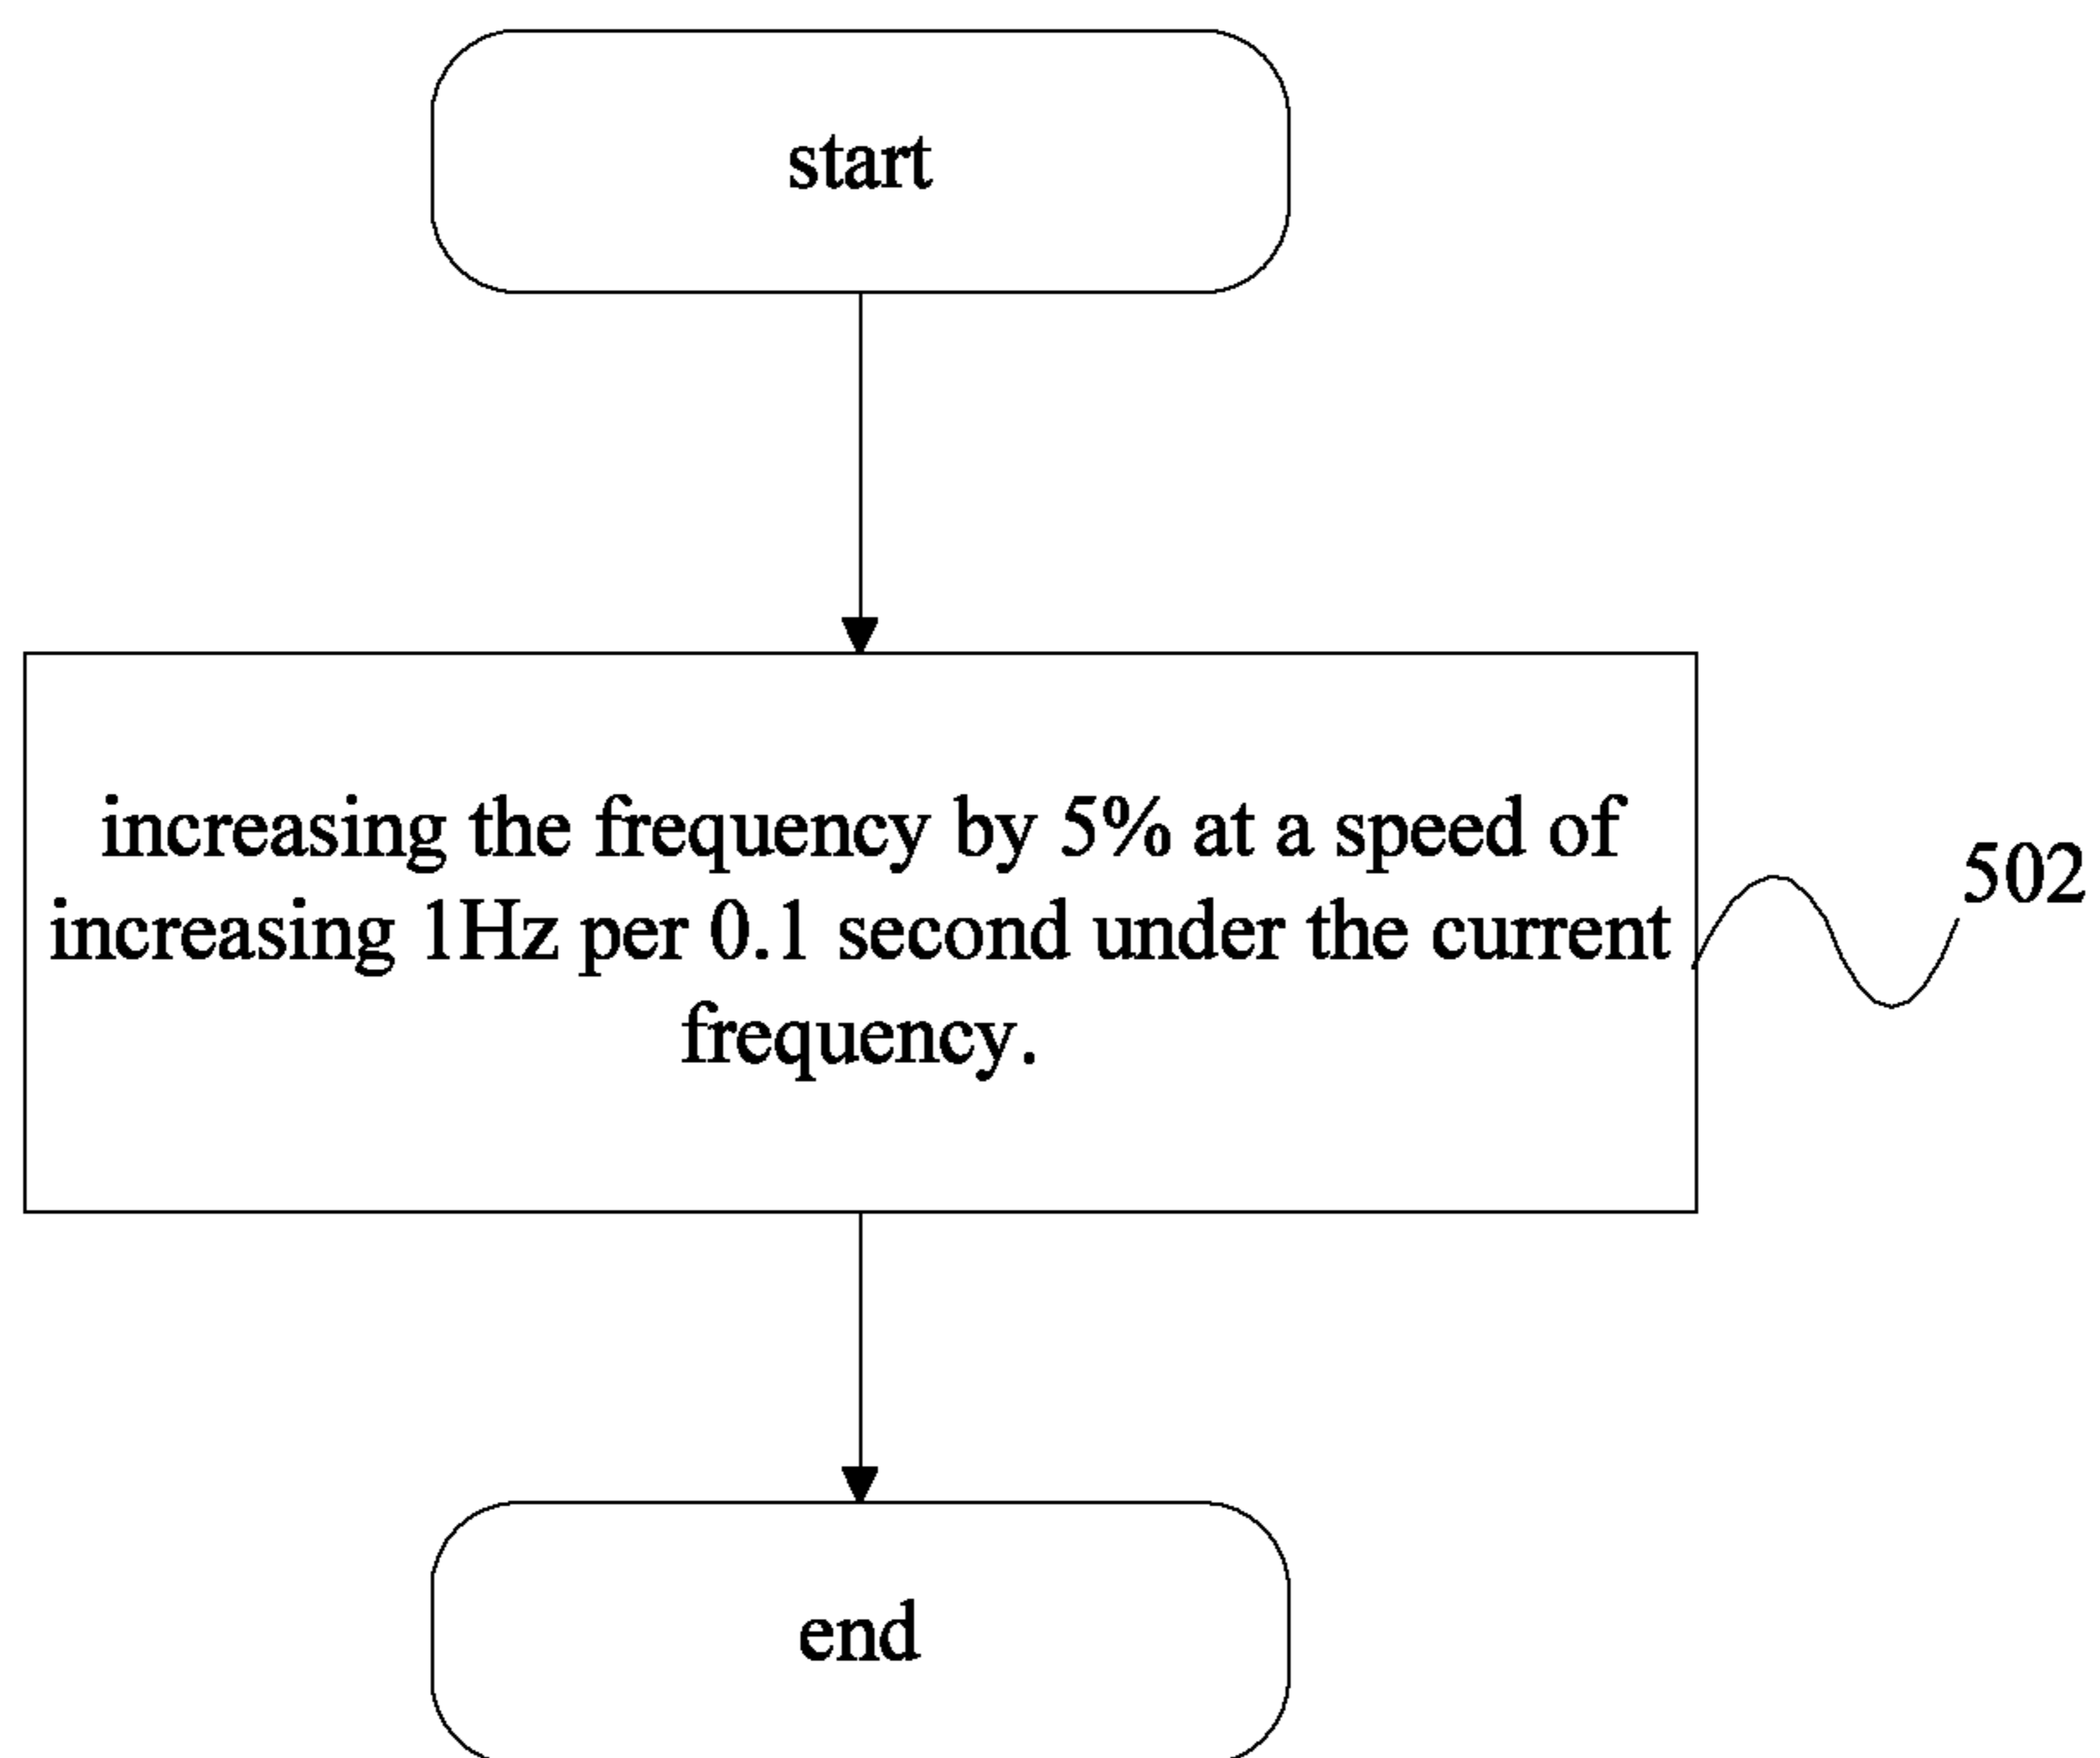 start
increasing the frequency by 5% at a speed of
increasing 1Hz per 0.1 second under the current
frequency.
502
end